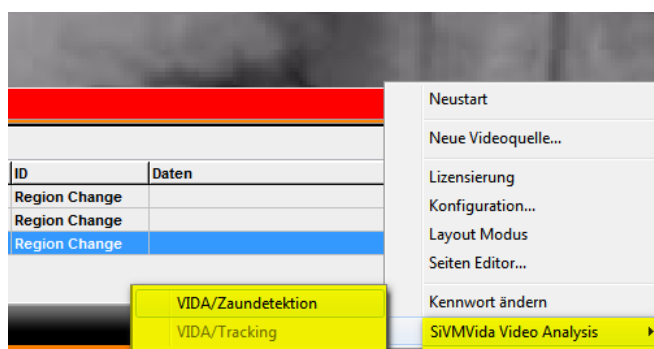 Neustart
Neue Videoquelle...
Lizensierung
Konfiguration...
Layout Modus
Seiten Editor...
Kennwort ändern
SiVMVida Video Analysis
ID Daten
Region Change
Region Change
Region Change
VIDA/Zaundetektion
VIDA/Tracking